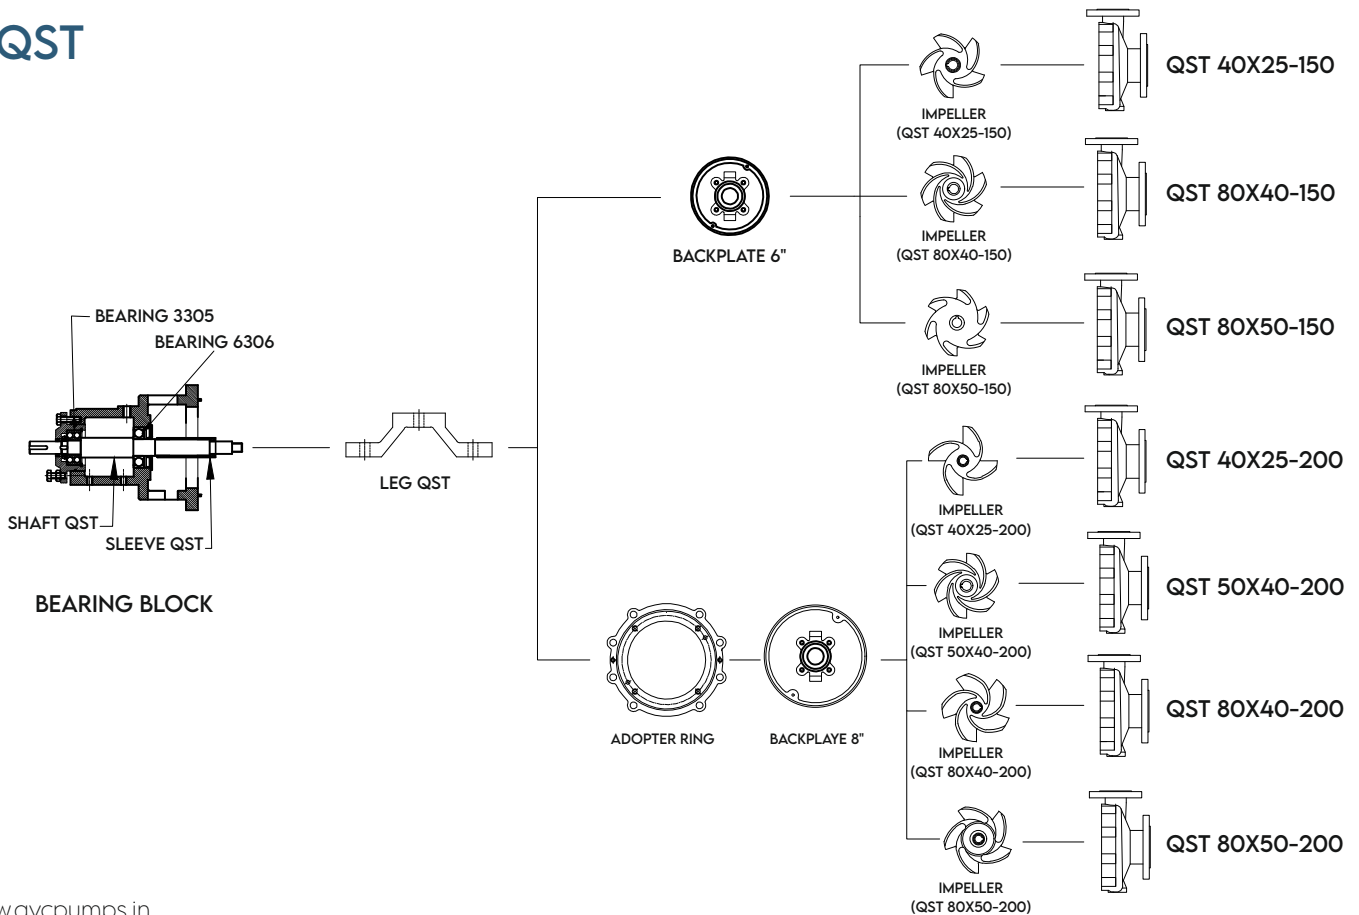 QST
IMPELLER
(QST 40X25-150)
QST 40X25-150
IMPELLER
(QST 80X40-150)
QST 80X40-150
BACKPLATE 6"
IMPELLER
(QST 80X50-150)
QST 80X50-150
BEARING 3305
BEARING 6306
SHAFT QST
SLEEVE QST
BEARING BLOCK
LEG QST
IMPELLER
(QST 40X25-200)
QST 40X25-200
IMPELLER
(QST 50X40-200)
QST 50X40-200
ADOPTER RING
BACKPLAYE 8"
IMPELLER
(QST 80X40-200)
QST 80X40-200
IMPELLER
(QST 80X50-200)
QST 80X50-200